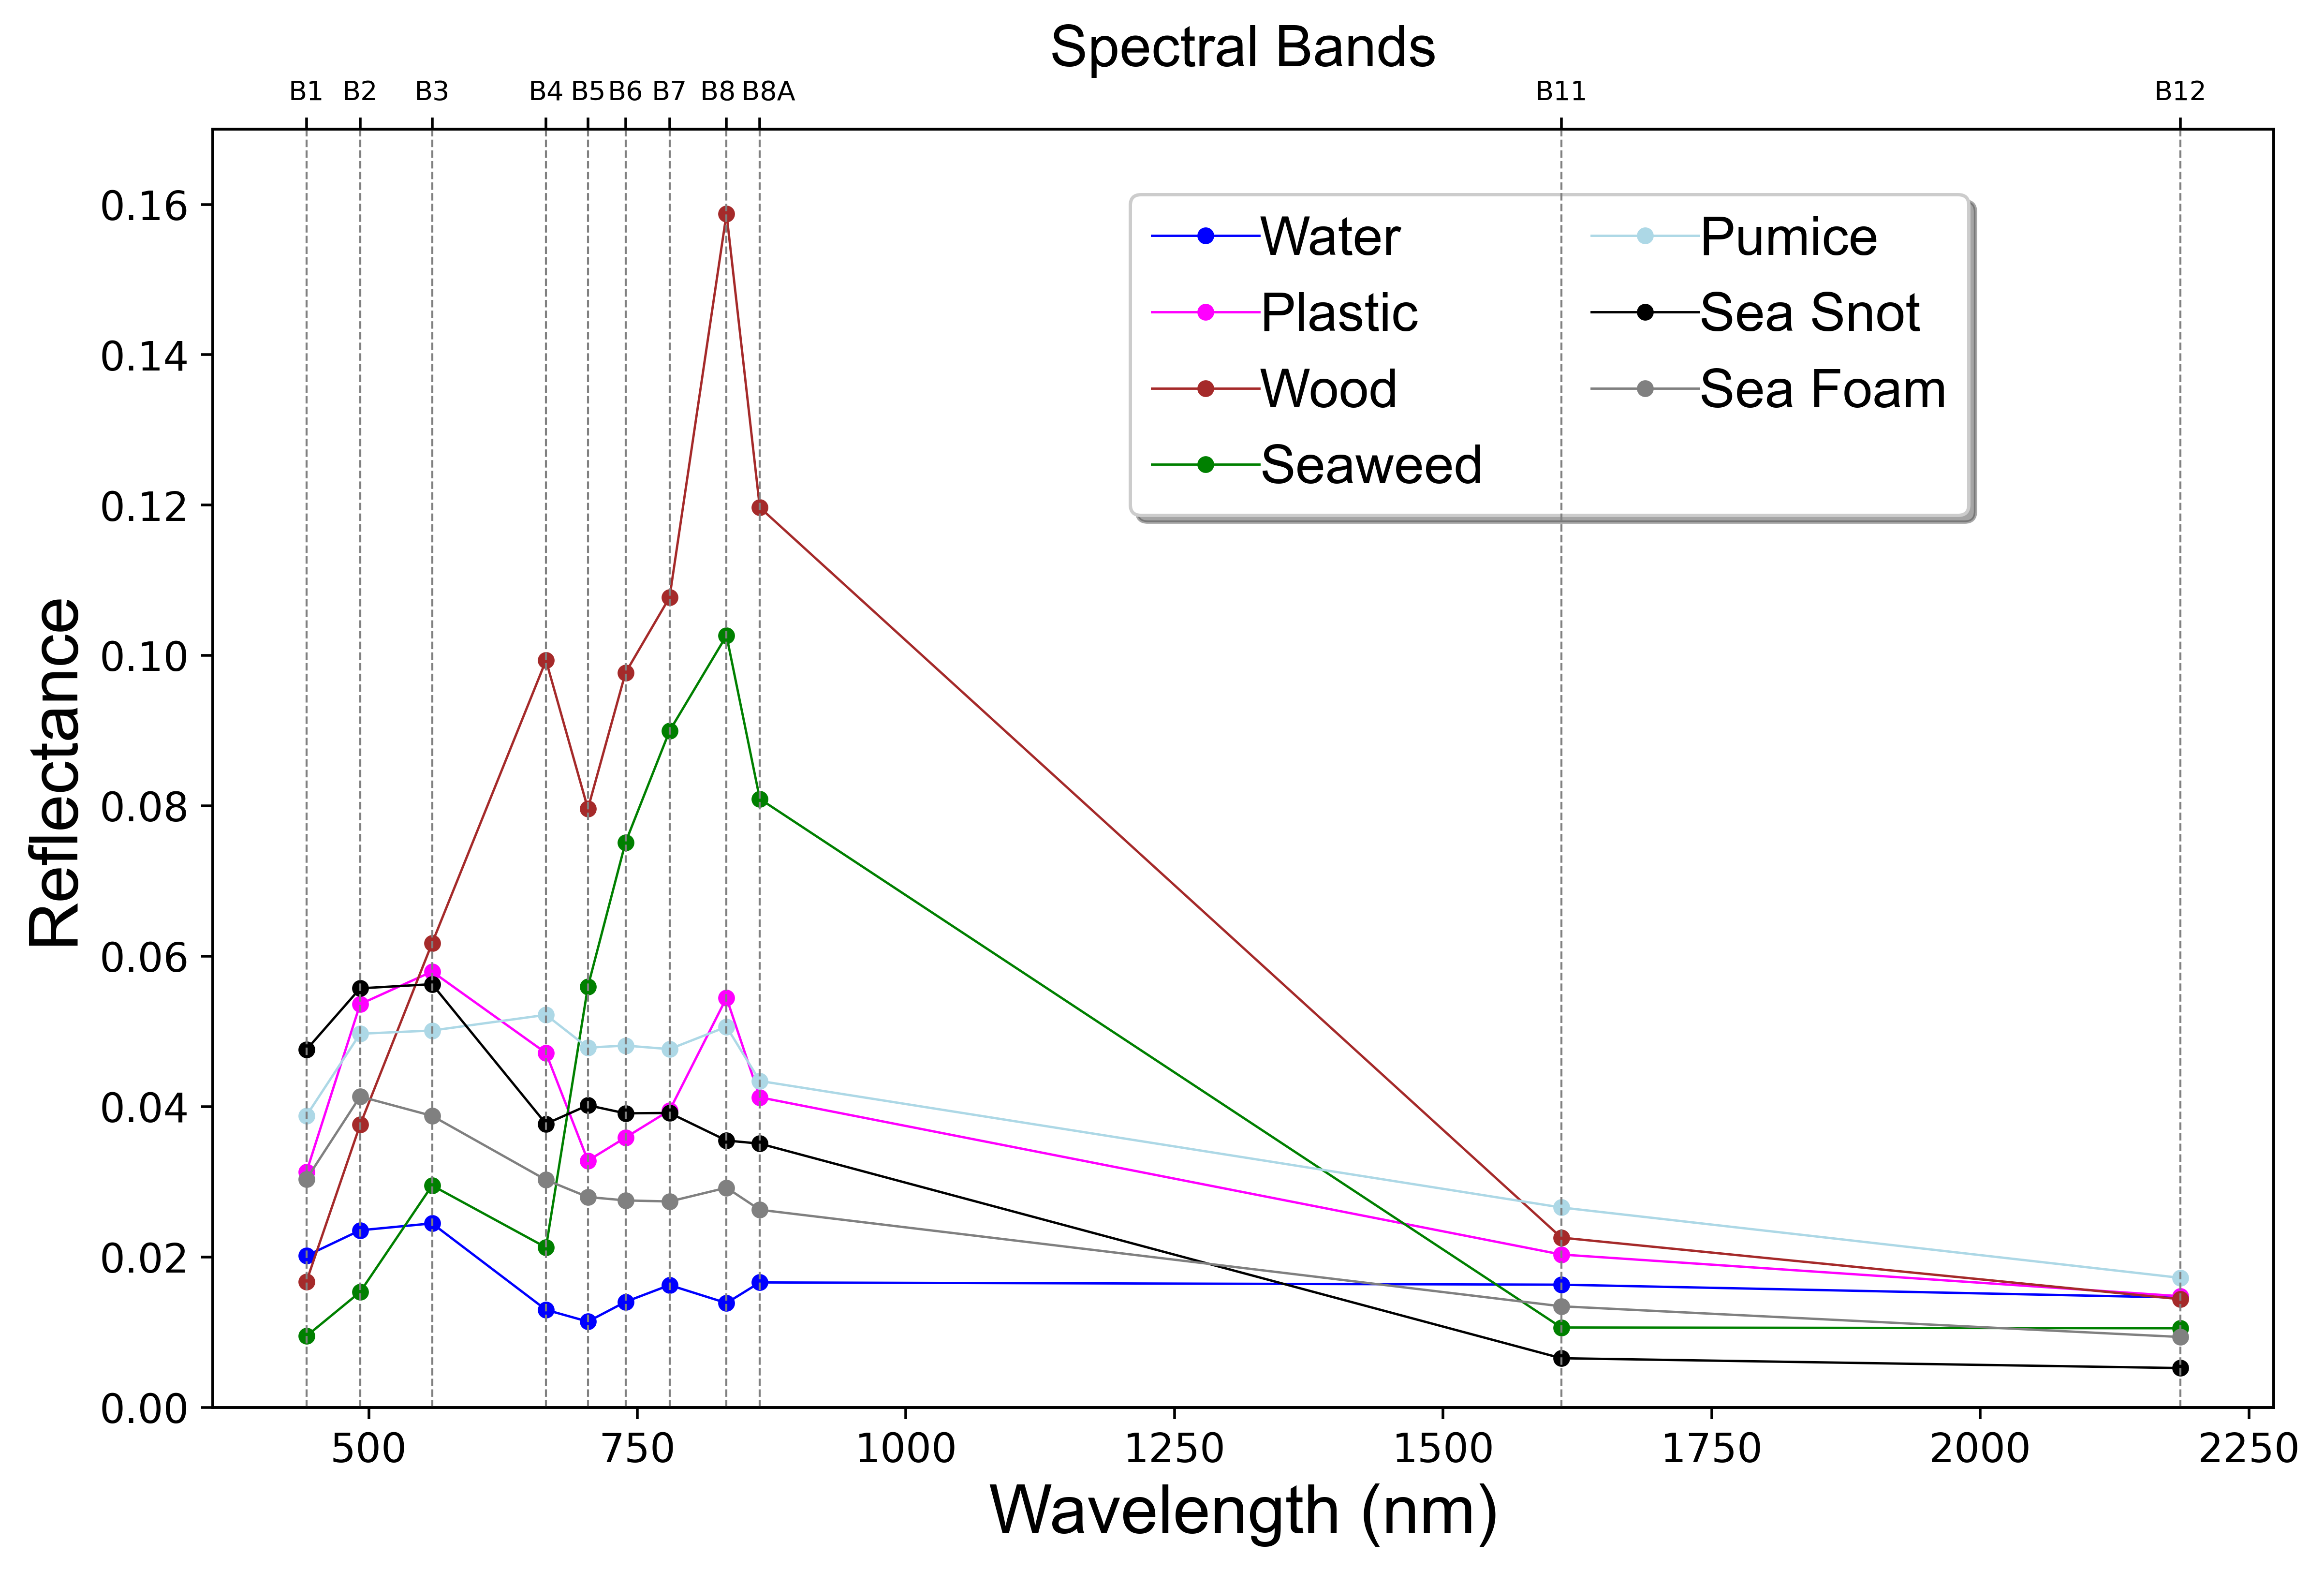 Spectral Bands
B1 B2 B3 B4 B5 B6 B7 B8 B8A B11 B12
0.16
0.14
0.12
0.10
0.08
0.06
0.04
0.02
0.00
Reflectance
Water
Plastic
Wood
Seaweed
Pumice
Sea Snot
Sea Foam
500 750 1000 1250 1500 1750 2000 2250
Wavelength (nm)